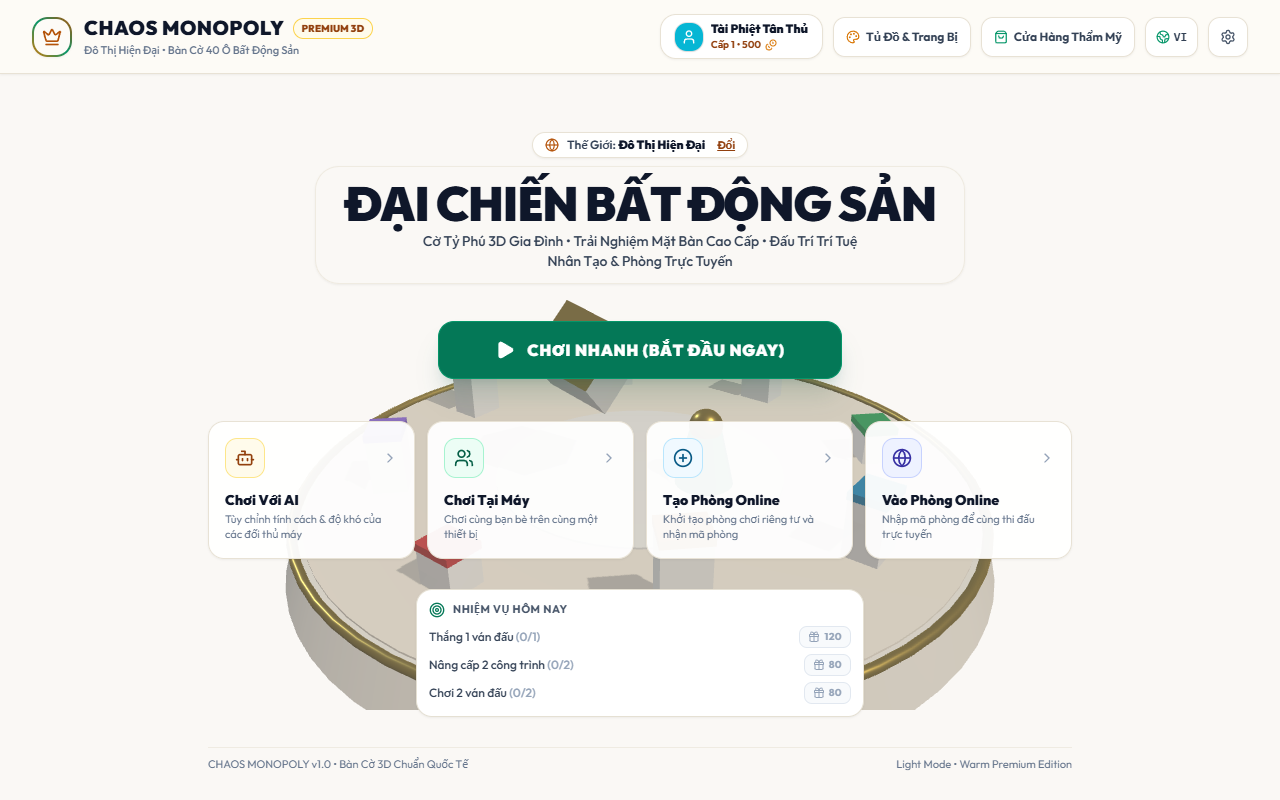 CHAOS MONOPOLY PREMIUM 3D
Đô Thị Hiện Đại • Bàn Cờ 40 Ô Bất Động Sản
Tài Phiệt Tân Thủ
Cấp 1 • 500
Tủ Đồ & Trang Bị
Cửa Hàng Thẩm Mỹ
VI
Thế Giới: Đô Thị Hiện Đại Đổi
ĐẠI CHIẾN BẤT ĐỘNG SẢN
Cờ Tỷ Phú 3D Gia Đình • Trải Nghiệm Mặt Bàn Cao Cấp • Đấu Trí Trí Tuệ
Nhân Tạo & Phòng Trực Tuyến
CHƠI NHANH (BẮT ĐẦU NGAY)
Chơi Với AI
Tùy chỉnh tính cách & độ khó của
các đối thủ máy
Chơi Tại Máy
Chơi cùng bạn bè trên cùng một
thiết bị
Tạo Phòng Online
Khởi tạo phòng chơi riêng tư và
nhận mã phòng
Vào Phòng Online
Nhập mã phòng để cùng thi đấu
trực tuyến
NHIỆM VỤ HÔM NAY
Thắng 1 ván đấu (0/1) 120
Nâng cấp 2 công trình (0/2) 80
Chơi 2 ván đấu (0/2) 80
CHAOS MONOPOLY v1.0 • Bàn Cờ 3D Chuẩn Quốc Tế
Light Mode • Warm Premium Edition